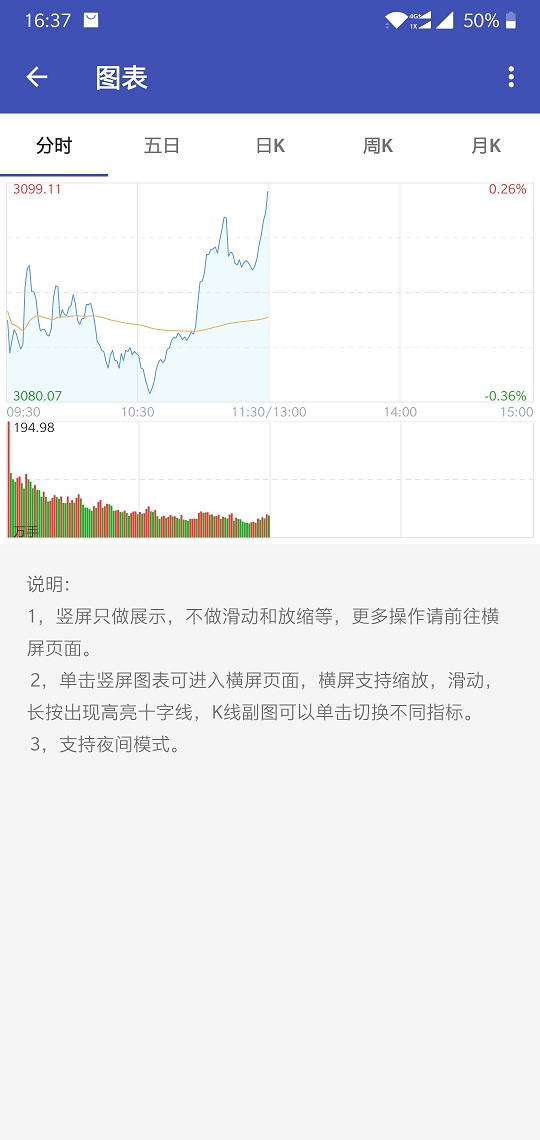 16:37 4G+ 1X 50%
图表
分时 五日 日K 周K 月K
3099.11 0.26%
3080.07 -0.36%
09:30 10:30 11:30/13:00 14:00 15:00
194.98
万手
说明：
1，竖屏只做展示，不做滑动和放缩等，更多操作请前往横
屏页面。
2，单击竖屏图表可进入横屏页面，横屏支持缩放，滑动，
长按出现高亮十字线，K线副图可以单击切换不同指标。
3，支持夜间模式。